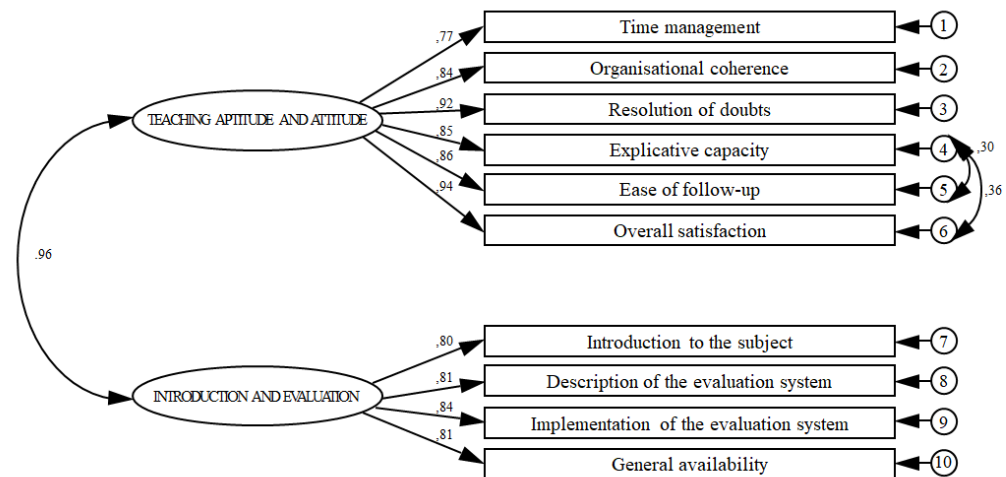 ,77
Time management
1
,84
Organisational coherence
2
,92
Resolution of doubts
3
TEACHING APTITUDE AND ATTITUDE
,85
Explicative capacity
4
,30
,86
Ease of follow-up
5
,36
,94
Overall satisfaction
6
.96
,80
Introduction to the subject
7
,81
Description of the evaluation system
8
INTRODUCTION AND EVALUATION
,84
Implementation of the evaluation system
9
,81
General availability
10